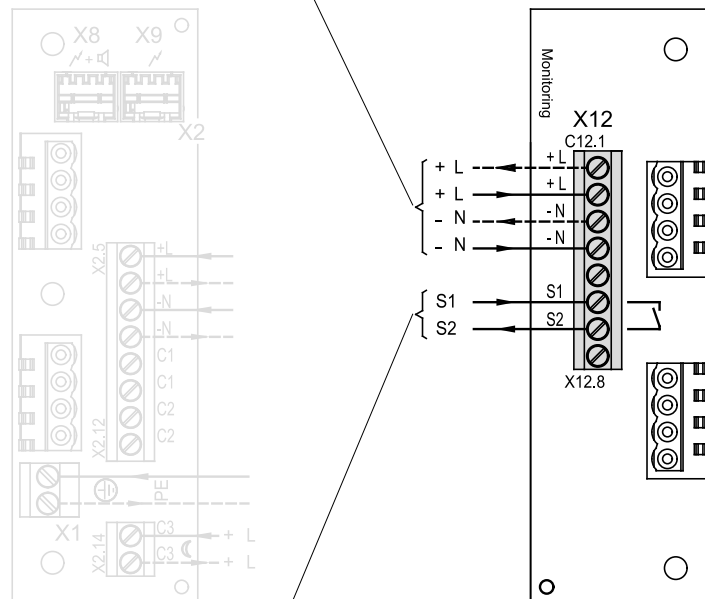 X8 X9
+
X2
X2.5
+L
+L
-N
-N
C1
C1
C2
C2
X2.12
PE
X1
X2.14
C3 + L
C3 + L
Monitoring
X12
C12.1
+ L +L
+ L +L
- N -N
- N -N
S1 S1
S2 S2
X12.8